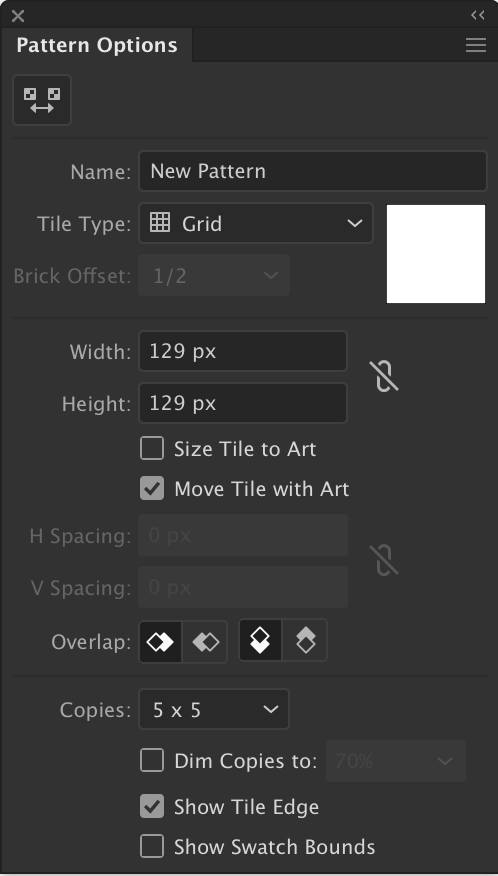 Pattern Options
Name: New Pattern
Tile Type: Grid
Brick Offset: 1/2
Width: 129 px
Height: 129 px
Size Tile to Art
Move Tile with Art
H Spacing: 0 px
V Spacing: 0 px
Overlap:
Copies: 5 x 5
Dim Copies to: 70%
Show Tile Edge
Show Swatch Bounds